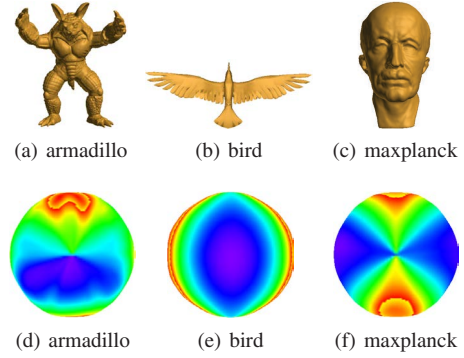 (a) armadillo
(b) bird
(c) maxplanck
(d) armadillo
(e) bird
(f) maxplanck